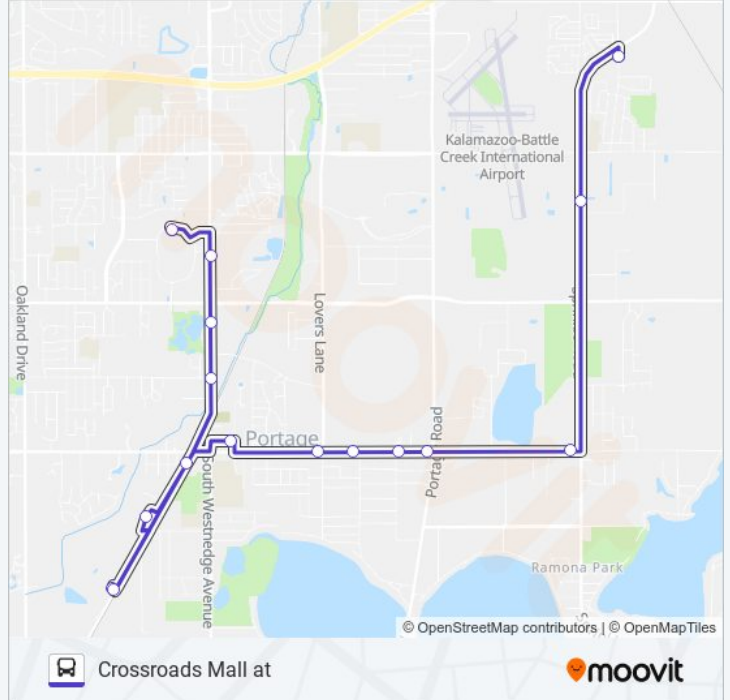 Kalamazoo-Battle
Creek International
Airport
Oakland Drive
Lovers Lane
Portage
Portage Road
South Westnedge Avenue
Ramona Park
© OpenStreetMap contributors | © OpenMapTiles
Crossroads Mall at
moovit